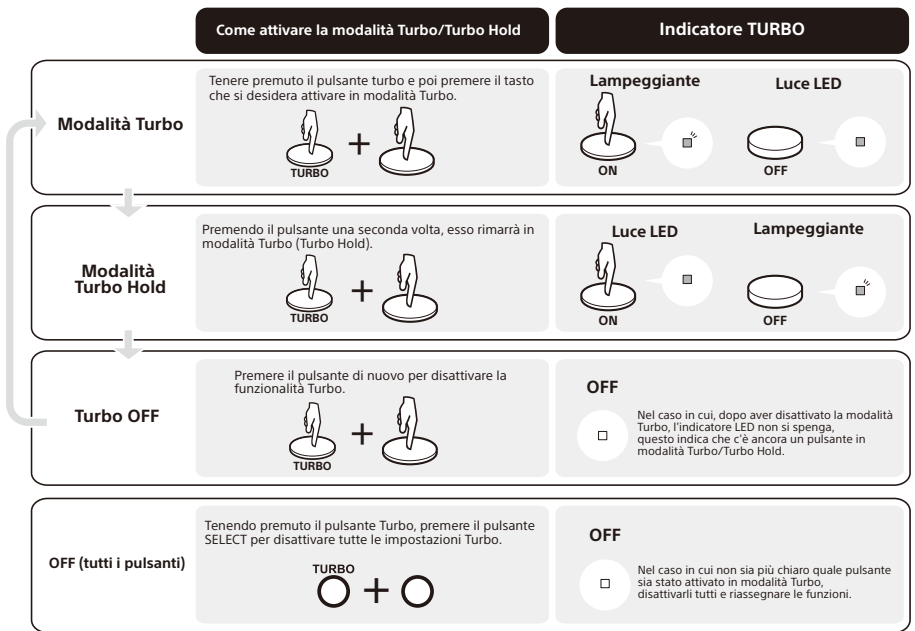 Come attivare la modalità Turbo/Turbo Hold
Indicatore TURBO
Modalità Turbo
Tenere premuto il pulsante turbo e poi premere il tasto
che si desidera attivare in modalità Turbo.
+
TURBO
Lampeggiante
Luce LED
ON
OFF
Modalità
Turbo Hold
Premendo il pulsante una seconda volta, esso rimarrà in
modalità Turbo (Turbo Hold).
+
TURBO
Luce LED
Lampeggiante
ON
OFF
Turbo OFF
Premere il pulsante di nuovo per disattivare la
funzionalità Turbo.
+
TURBO
OFF
Nel caso in cui, dopo aver disattivato la modalità
Turbo, l'indicatore LED non si spenga,
questo indica che c'è ancora un pulsante in
modalità Turbo/Turbo Hold.
OFF (tutti i pulsanti)
Tenendo premuto il pulsante Turbo, premere il pulsante
SELECT per disattivare tutte le impostazioni Turbo.
TURBO
+
OFF
Nel caso in cui non sia più chiaro quale pulsante
sia stato attivato in modalità Turbo,
disattivarli tutti e riassegnare le funzioni.